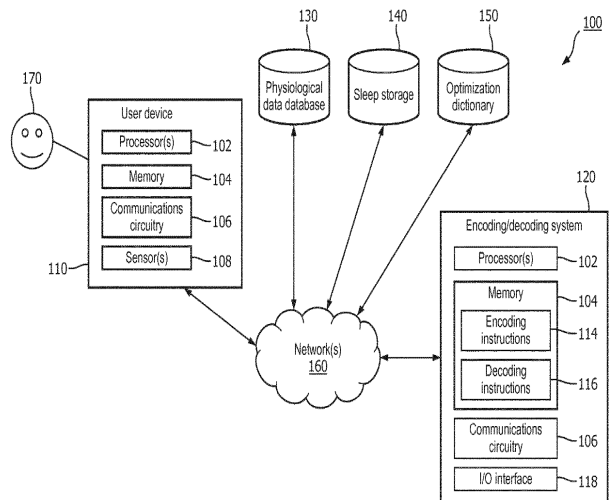 130
140
150
100
170
Physiological
data database
Sleep storage
Optimization
dictionary
User device
Processor(s)
102
Memory
104
Communications
circuitry
106
Sensor(s)
108
110
120
Encoding/decoding system
Processor(s)
102
Memory
104
Encoding
instructions
114
Decoding
instructions
116
Communications
circuitry
106
I/O interface
118
Network(s)
160